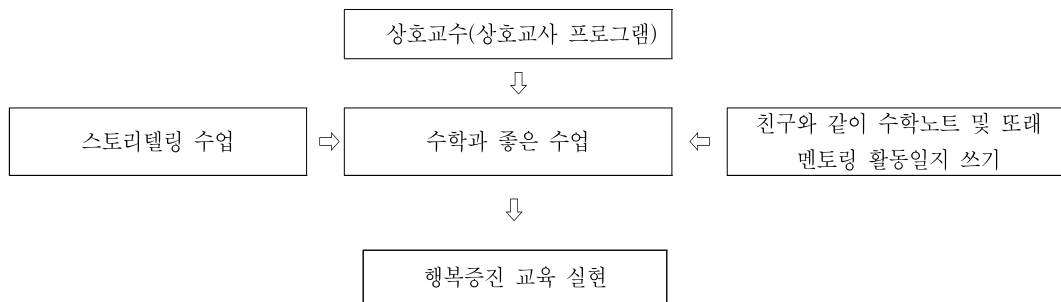 상호교수(상호교사 프로그램)
⇩
스토리텔링 수업 ⇨ 수학과 좋은 수업 ⇦ 친구와 같이 수학노트 및 또래
멘토링 활동일지 쓰기
⇩
행복증진 교육 실현